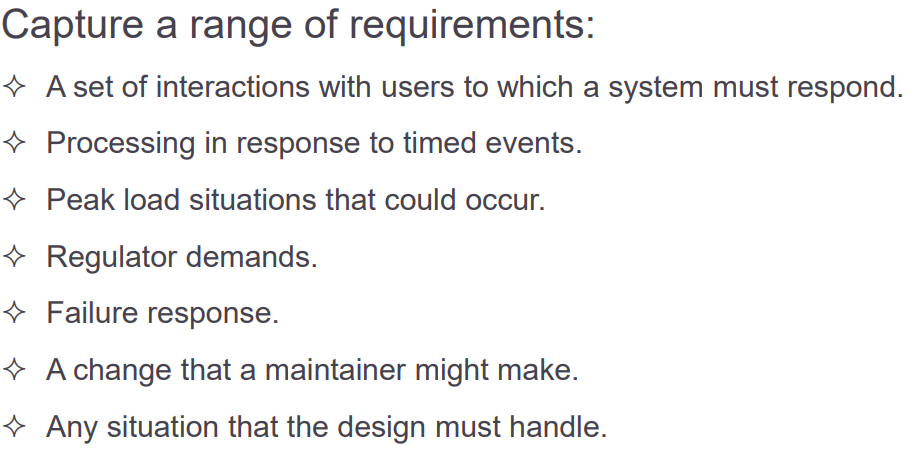 Capture a range of requirements:
✧ A set of interactions with users to which a system must respond.
✧ Processing in response to timed events.
✧ Peak load situations that could occur.
✧ Regulator demands.
✧ Failure response.
✧ A change that a maintainer might make.
✧ Any situation that the design must handle.